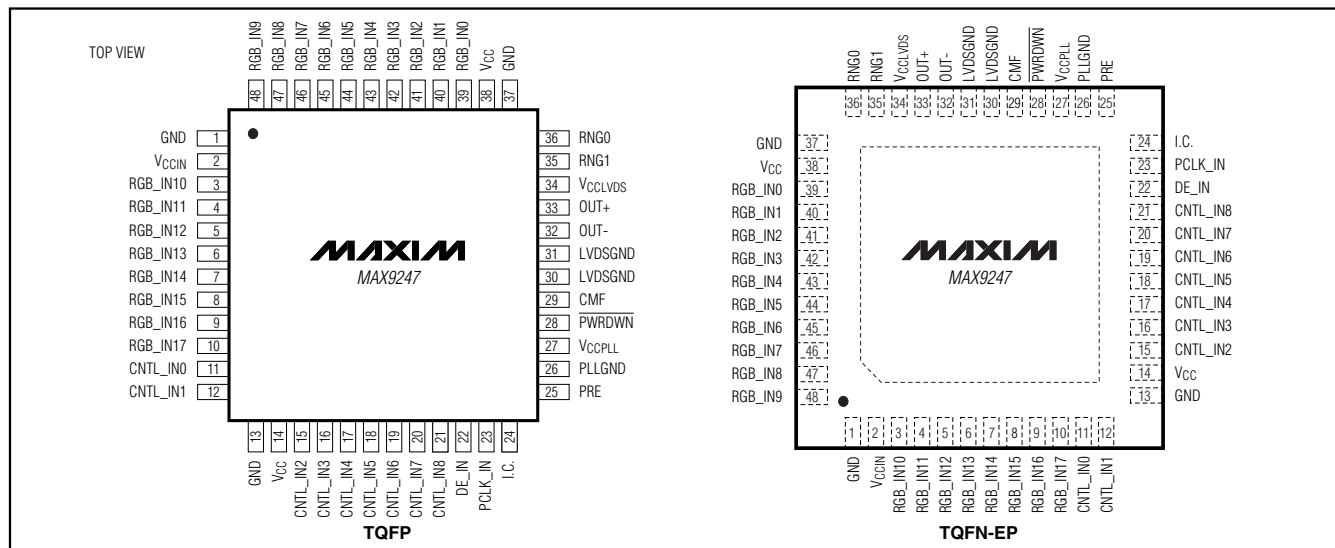 TOP VIEW
RGB_IN9 RGB_IN8 RGB_IN7 RGB_IN6 RGB_IN5 RGB_IN4 RGB_IN3 RGB_IN2 RGB_IN1 RGB_IN0 VCC GND
48 47 46 45 44 43 42 41 40 39 38 37
GND 1
VCCIN 2
RGB_IN10 3
RGB_IN11 4
RGB_IN12 5
RGB_IN13 6
RGB_IN14 7
RGB_IN15 8
RGB_IN16 9
RGB_IN17 10
CNTL_IN0 11
CNTL_IN1 12
MAXIM
MAX9247
36 RNG0
35 RNG1
34 VCCLVDS
33 OUT+
32 OUT-
31 LVDSGND
30 LVDSGND
29 CMF
28 PWRDWN
27 VCCPLL
26 PLLGND
25 PRE
13 14 15 16 17 18 19 20 21 22 23 24
GND VCC CNTL_IN2 CNTL_IN3 CNTL_IN4 CNTL_IN5 CNTL_IN6 CNTL_IN7 CNTL_IN8 DE_IN PCLK_IN I.C.
TQFP
RNG0 RNG1 VCCLVDS OUT+ OUT- LVDSGND LVDSGND CMF PWRDWN VCCPLL PLLGND PRE
36 35 34 33 32 31 30 29 28 27 26 25
GND 37
VCC 38
RGB_IN0 39
RGB_IN1 40
RGB_IN2 41
RGB_IN3 42
RGB_IN4 43
RGB_IN5 44
RGB_IN6 45
RGB_IN7 46
RGB_IN8 47
RGB_IN9 48
MAXIM
MAX9247
24 I.C.
23 PCLK_IN
22 DE_IN
21 CNTL_IN8
20 CNTL_IN7
19 CNTL_IN6
18 CNTL_IN5
17 CNTL_IN4
16 CNTL_IN3
15 CNTL_IN2
14 VCC
13 GND
1 2 3 4 5 6 7 8 9 10 11 12
GND VCCIN RGB_IN10 RGB_IN11 RGB_IN12 RGB_IN13 RGB_IN14 RGB_IN15 RGB_IN16 RGB_IN17 CNTL_IN0 CNTL_IN1
TQFN-EP